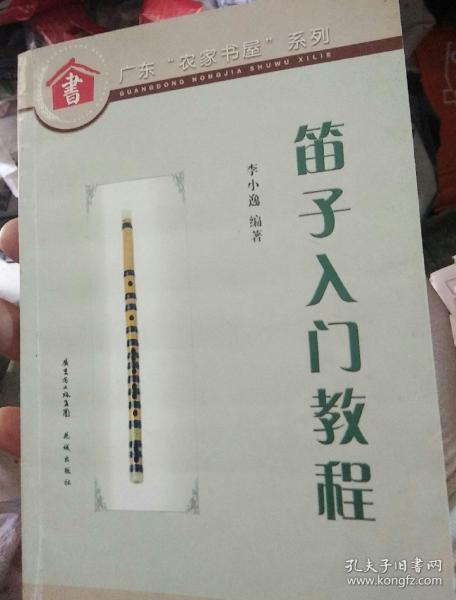 書
广东“农家书屋”系列
GUANGDONG NONGJIA SHUWU XILIE
笛子入门教程
李小逸 编著
广东省出版集团
花城出版社
孔夫子旧书网
www.kongfz.com